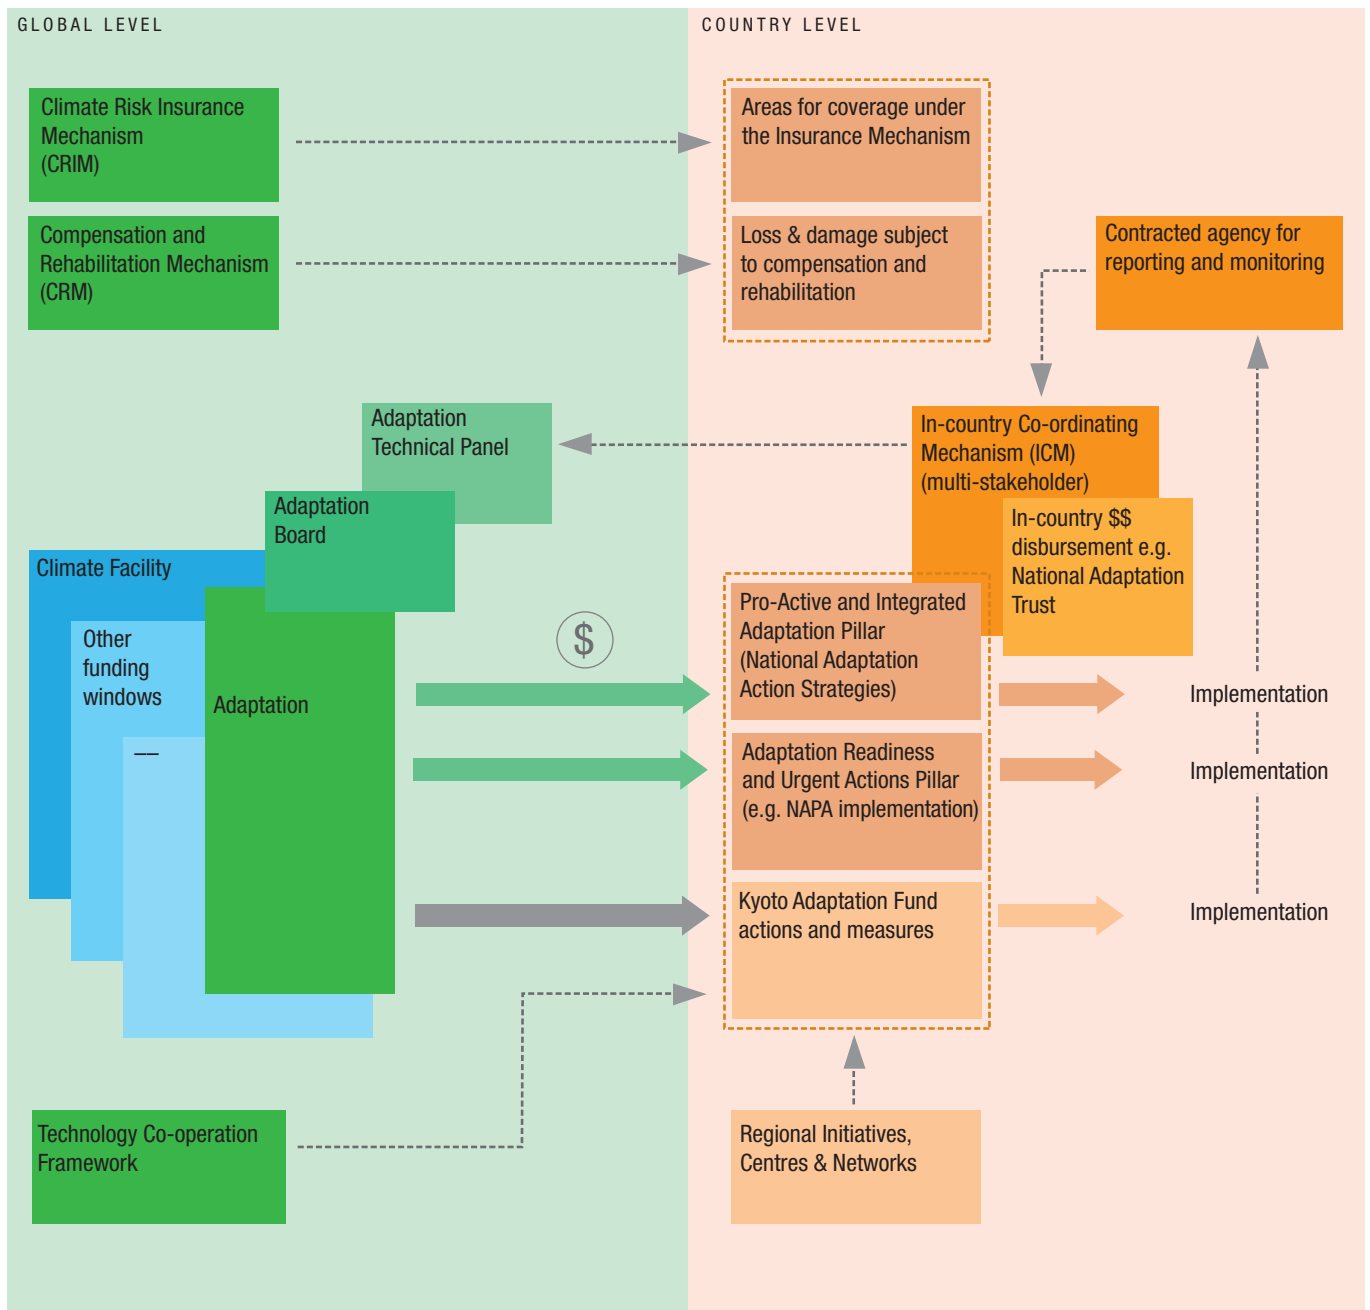 GLOBAL LEVEL
COUNTRY LEVEL
Climate Risk Insurance
Mechanism
(CRIM)
Areas for coverage under
the Insurance Mechanism
Compensation and
Rehabilitation Mechanism
(CRM)
Loss & damage subject
to compensation and
rehabilitation
Contracted agency for
reporting and monitoring
Adaptation
Technical Panel
In-country Co-ordinating
Mechanism (ICM)
(multi-stakeholder)
Adaptation
Board
In-country $$
disbursement e.g.
National Adaptation
Trust
Climate Facility
Other
funding
windows
—
Adaptation
$
Pro-Active and Integrated
Adaptation Pillar
(National Adaptation
Action Strategies)
Implementation
Adaptation Readiness
and Urgent Actions Pillar
(e.g. NAPA implementation)
Implementation
Kyoto Adaptation Fund
actions and measures
Implementation
Technology Co-operation
Framework
Regional Initiatives,
Centres & Networks